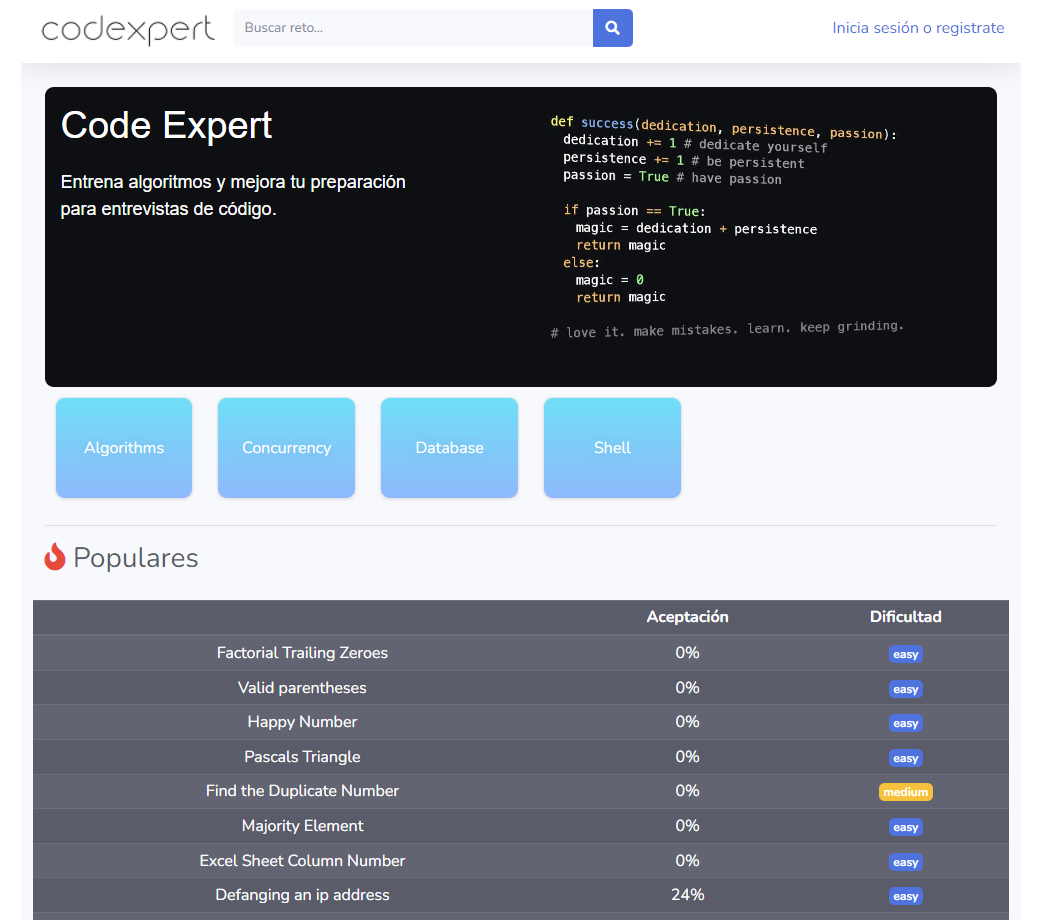 codexpert
Buscar reto...
Inicia sesión o registrate
Code Expert
Entrena algoritmos y mejora tu preparación
para entrevistas de código.
def success(dedication, persistence, passion):
dedication += 1 # dedicate yourself
persistence += 1 # be persistent
passion = True # have passion
if passion == True:
magic = dedication + persistence
return magic
else:
magic = 0
return magic
# love it. make mistakes. learn. keep grinding.
Algorithms Concurrency Database Shell
Populares
Aceptación Dificultad
Factorial Trailing Zeroes 0% easy
Valid parentheses 0% easy
Happy Number 0% easy
Pascals Triangle 0% easy
Find the Duplicate Number 0% medium
Majority Element 0% easy
Excel Sheet Column Number 0% easy
Defanging an ip address 24% easy